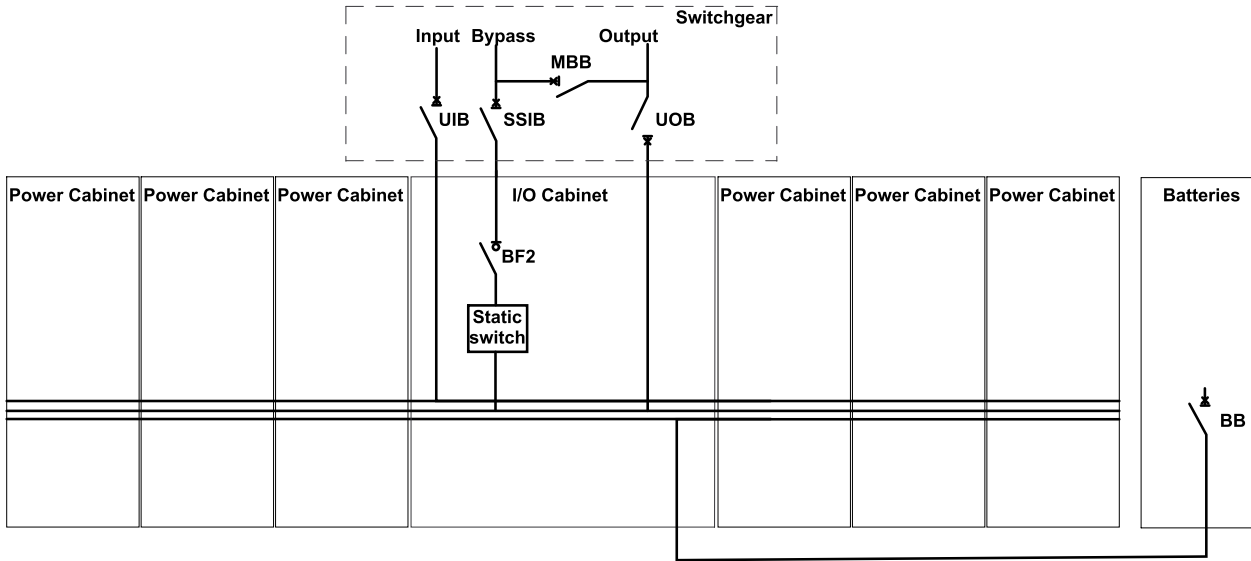 Switchgear
Input Bypass Output
MBB
UIB SSIB UOB
Power Cabinet Power Cabinet Power Cabinet I/O Cabinet Power Cabinet Power Cabinet Power Cabinet Batteries
BF2
Static
switch
BB